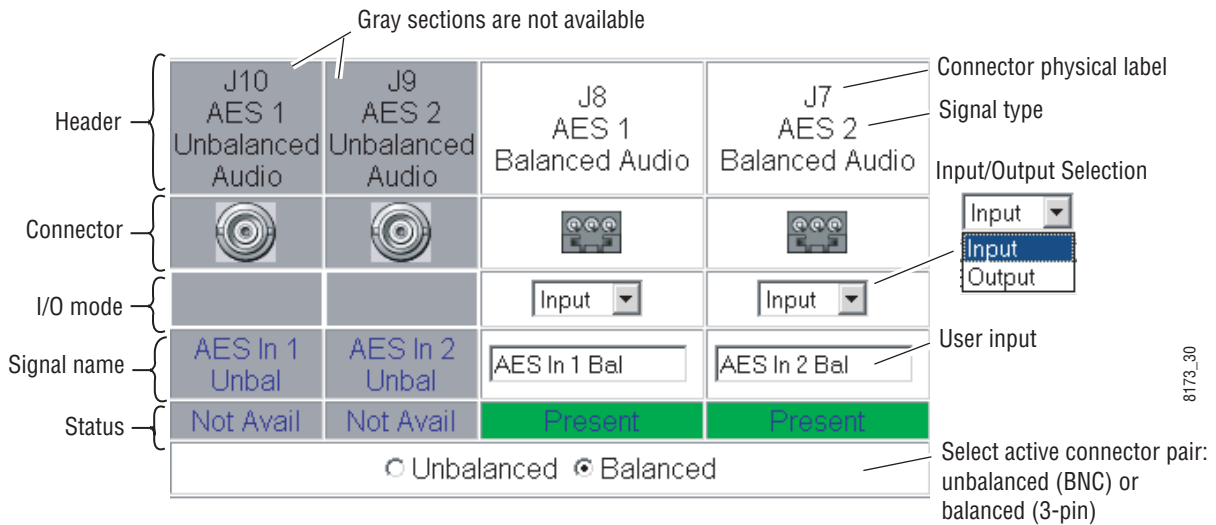 Gray sections are not available
Header
J10
AES 1
Unbalanced
Audio
J9
AES 2
Unbalanced
Audio
J8
AES 1
Balanced Audio
J7
AES 2
Balanced Audio
Connector physical label
Signal type
Input/Output Selection
Input
Input
Output
Connector
I/O mode
Input
Input
Signal name
AES In 1
Unbal
AES In 2
Unbal
AES In 1 Bal
AES In 2 Bal
User input
Status
Not Avail
Not Avail
Present
Present
Unbalanced
Balanced
Select active connector pair:
unbalanced (BNC) or
balanced (3-pin)
8173_30